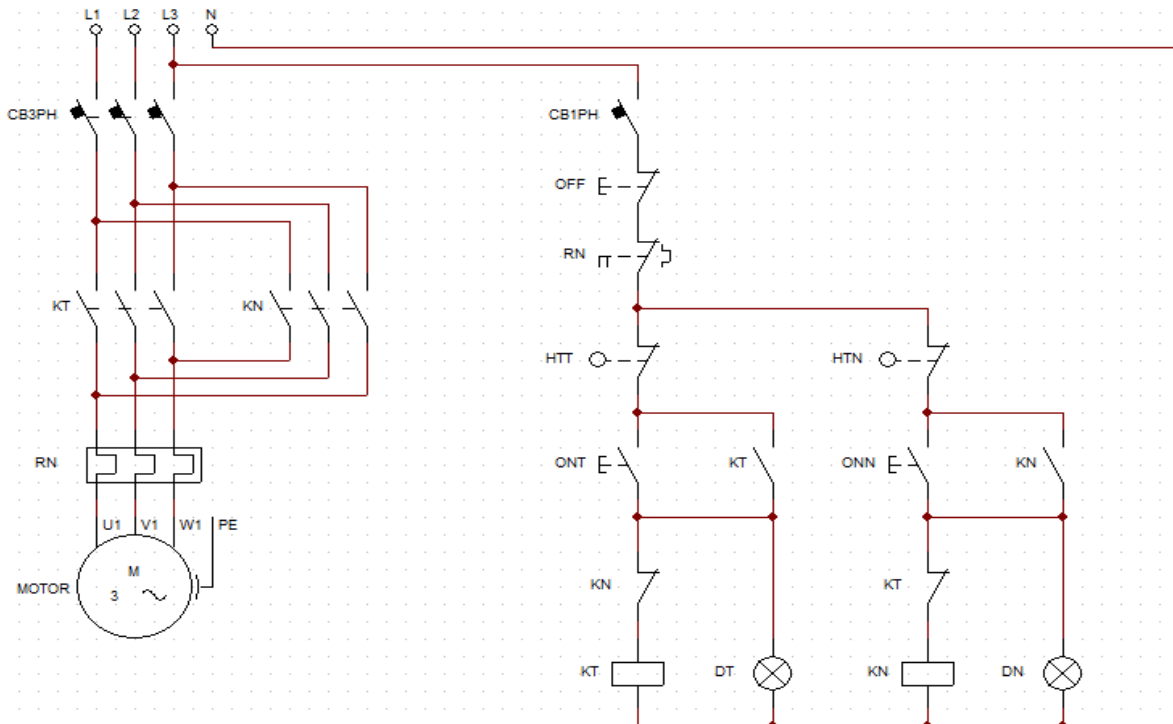 L1 L2 L3 N
CB3PH CB1PH
OFF
RN
KT KN
HTT HTN
RN ONT KT ONN KN
U1 V1 W1 PE
M
3
MOTOR KN KT
KT DT KN DN